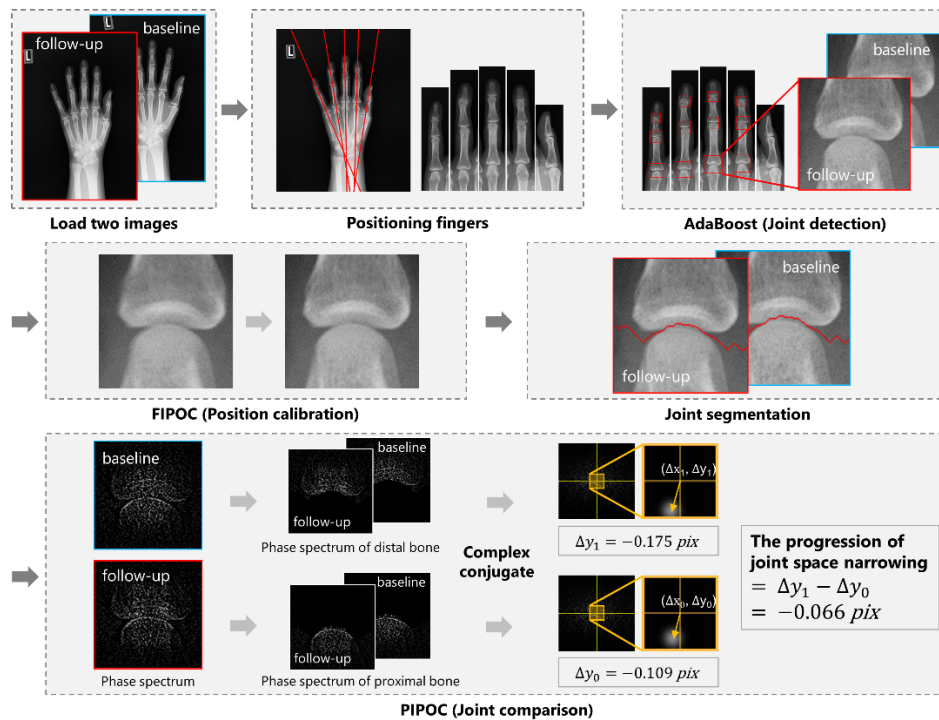 follow-up
baseline
L
L
Load two images
L
Positioning fingers
baseline
follow-up
AdaBoost (Joint detection)
FIPOC (Position calibration)
baseline
follow-up
Joint segmentation
baseline
follow-up
Phase spectrum
baseline
follow-up
Phase spectrum of distal bone
baseline
follow-up
Phase spectrum of proximal bone
Complex
conjugate
(Δx₁, Δy₁)
Δy₁ = −0.175 pix
(Δx₀, Δy₀)
Δy₀ = −0.109 pix
The progression of
joint space narrowing
= Δy₁ − Δy₀
= −0.066 pix
PIPOC (Joint comparison)